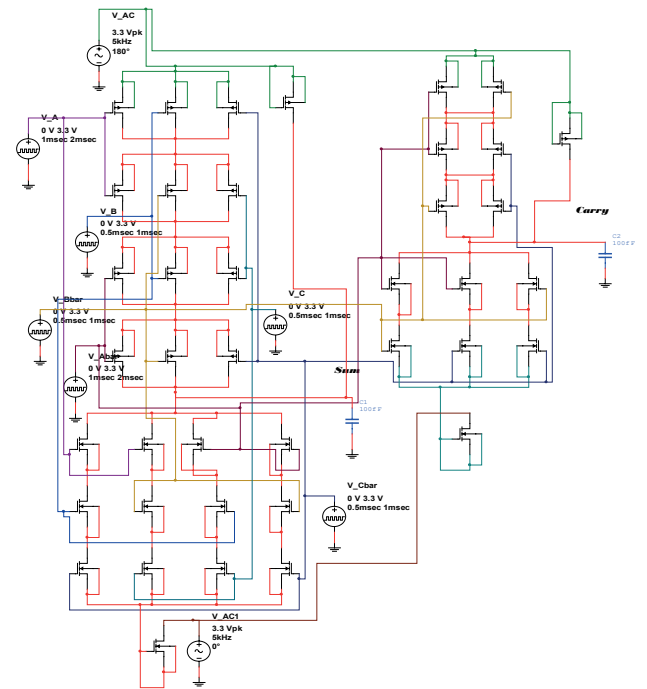 V_AC
3.3 Vpk
5kHz
180°
V_A
0 V 3.3 V
1msec 2msec
V_B
0 V 3.3 V
0.5msec 1msec
V_Bbar
0 V 3.3 V
0.5msec 1msec
V_C
0 V 3.3 V
0.5msec 1msec
V_Abar
0 V 3.3 V
1msec 2msec
Carry
C2
100fF
Sum
C1
100fF
V_Cbar
0 V 3.3 V
0.5msec 1msec
V_AC1
3.3 Vpk
5kHz
0°